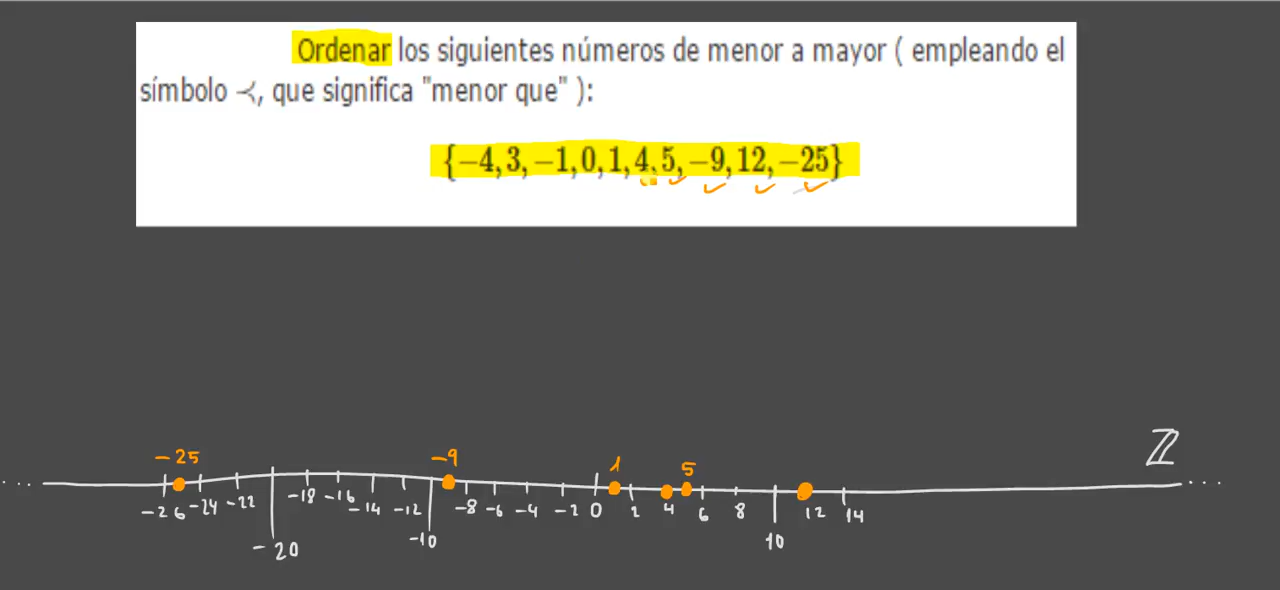 Ordenar los siguientes números de menor a mayor ( empleando el
símbolo ≺, que significa "menor que" ):
{−4, 3, −1, 0, 1, 4, 5, −9, 12, −25}
ℤ
−25 −9 1 5
... ...
−26 −24 −22 −18 −16 −14 −12 −8 −6 −4 −2 0 2 4 6 8 12 14
−20 −10 10